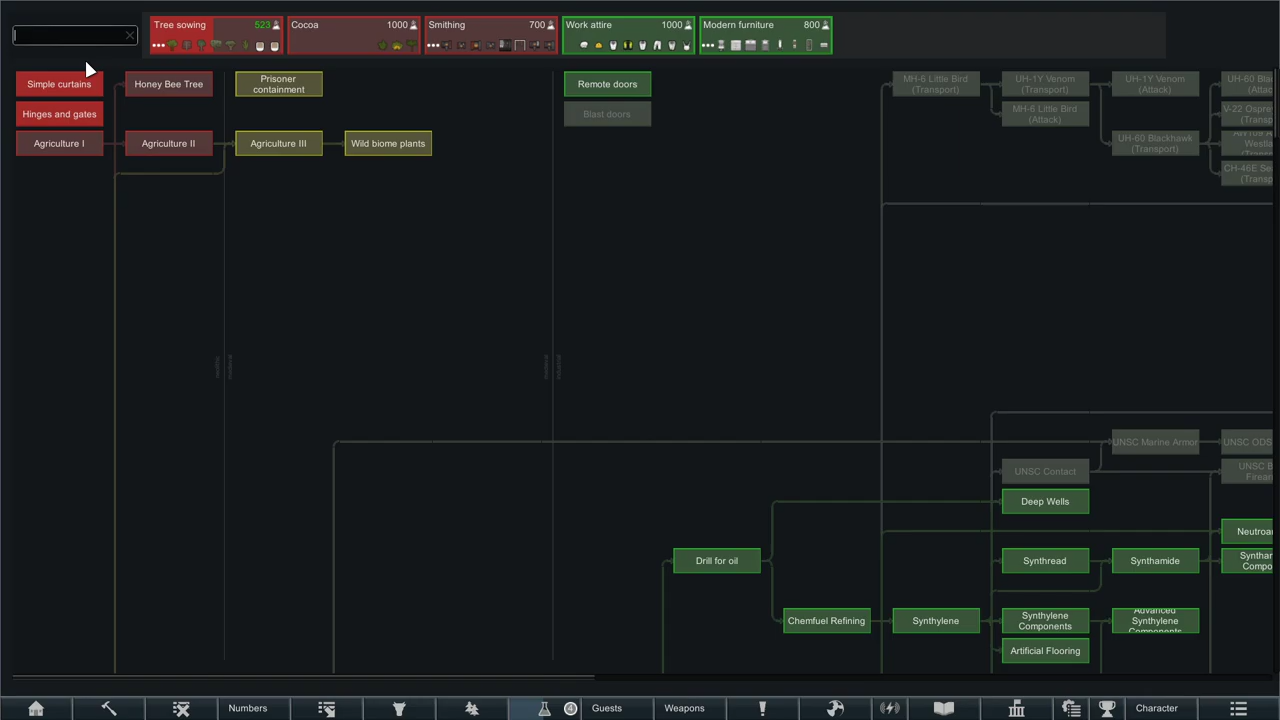 Tree sowing 523
Cocoa 1000
Smithing 700
Work attire 1000
Modern furniture 800
Simple curtains
Honey Bee Tree
Prisoner
containment
Remote doors
MH-6 Little Bird
(Transport)
UH-1Y Venom
(Transport)
UH-1Y Venom
(Attack)
Hinges and gates
Blast doors
MH-6 Little Bird
(Attack)
Agriculture I
Agriculture II
Agriculture III
Wild biome plants
UH-60 Blackhawk
(Transport)
UNSC Marine Armor
UNSC Contact
Deep Wells
Drill for oil
Synthread
Synthamide
Chemfuel Refining
Synthylene
Synthylene
Components
Advanced
Synthylene
Components
Artificial Flooring
4
Numbers
Guests
Weapons
Character